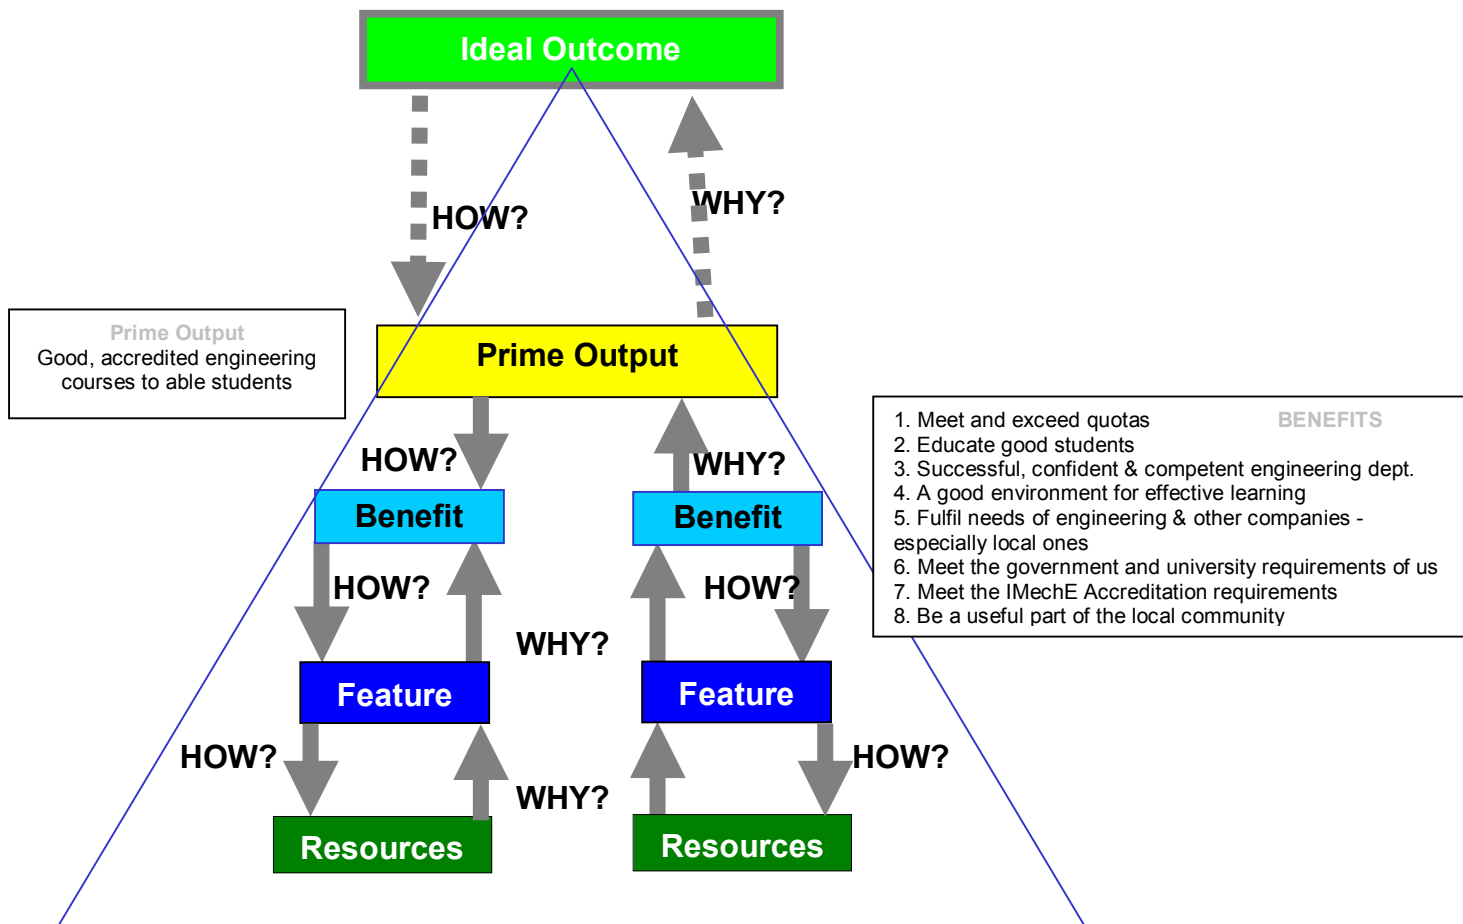 Ideal Outcome
HOW?
WHY?
Prime Output
Good, accredited engineering
courses to able students
Prime Output
HOW?
WHY?
BENEFITS
1. Meet and exceed quotas
2. Educate good students
3. Successful, confident & competent engineering dept.
4. A good environment for effective learning
5. Fulfil needs of engineering & other companies -
especially local ones
6. Meet the government and university requirements of us
7. Meet the IMechE Accreditation requirements
8. Be a useful part of the local community
Benefit
Benefit
HOW?
HOW?
WHY?
Feature
Feature
HOW?
HOW?
WHY?
Resources
Resources